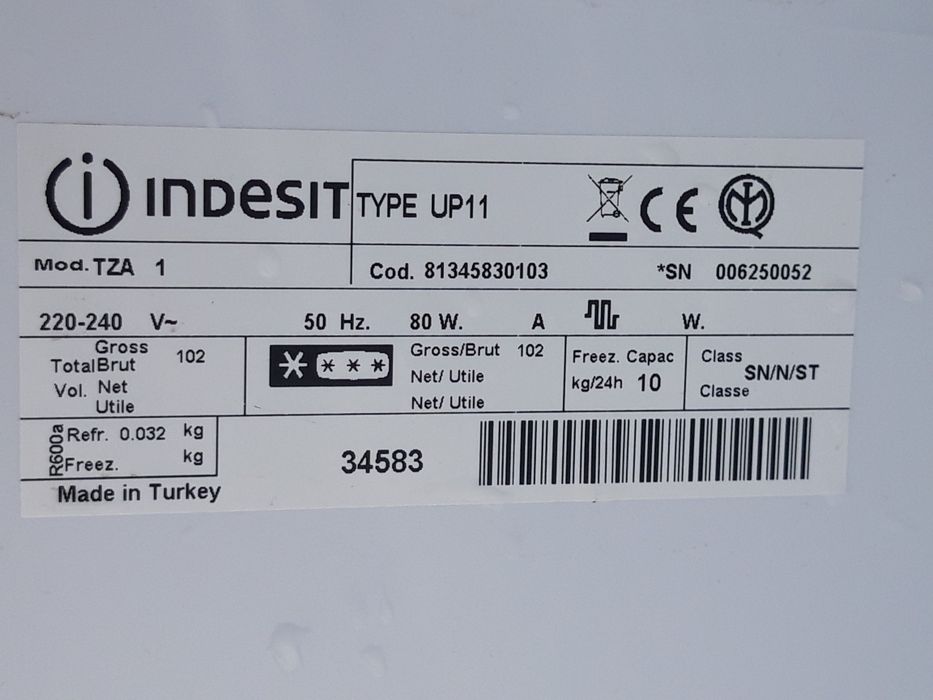 INDESIT TYPE UP11 CE
Mod. TZA 1 Cod. 81345830103 *SN 006250052
220-240 V~ 50 Hz. 80 W. A W.
Total Vol. Gross Brut 102
Net Utile
Gross/Brut 102
Net/ Utile
Net/ Utile
Freez. Capac
kg/24h 10
Class
Classe SN/N/ST
R600a
Refr. 0.032 kg
Freez. kg
34583
Made in Turkey